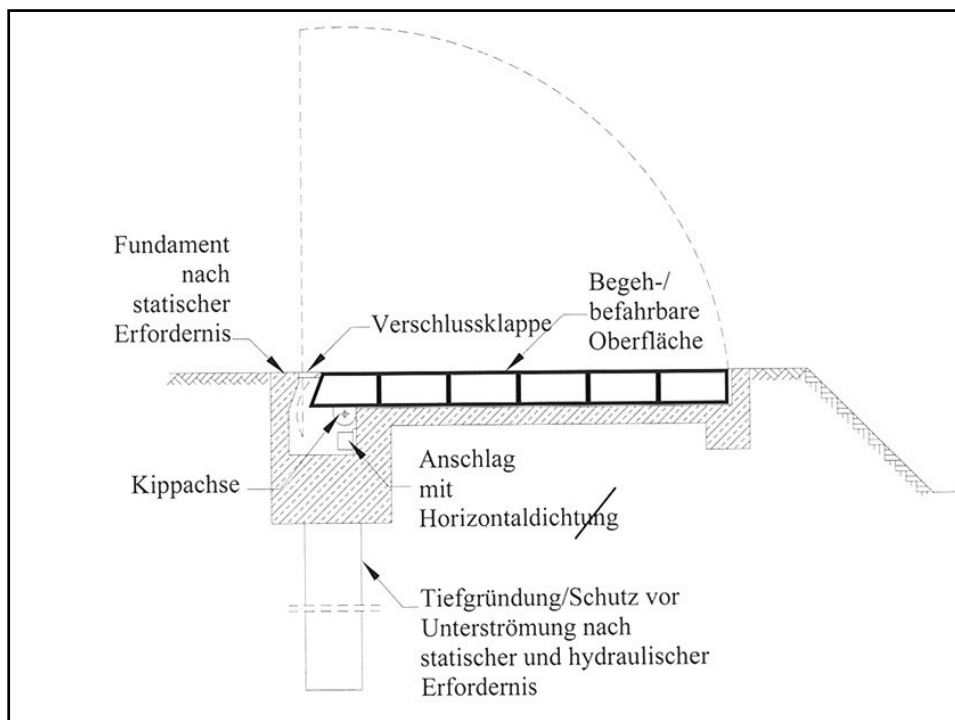 Fundament
nach
statischer
Erfordernis
Verschlussklappe
Begeh-/
befahrbare
Oberfläche
Kippachse
Anschlag
mit
Horizontaldichtung
Tiefgründung/Schutz vor
Unterströmung nach
statischer und hydraulischer
Erfordernis